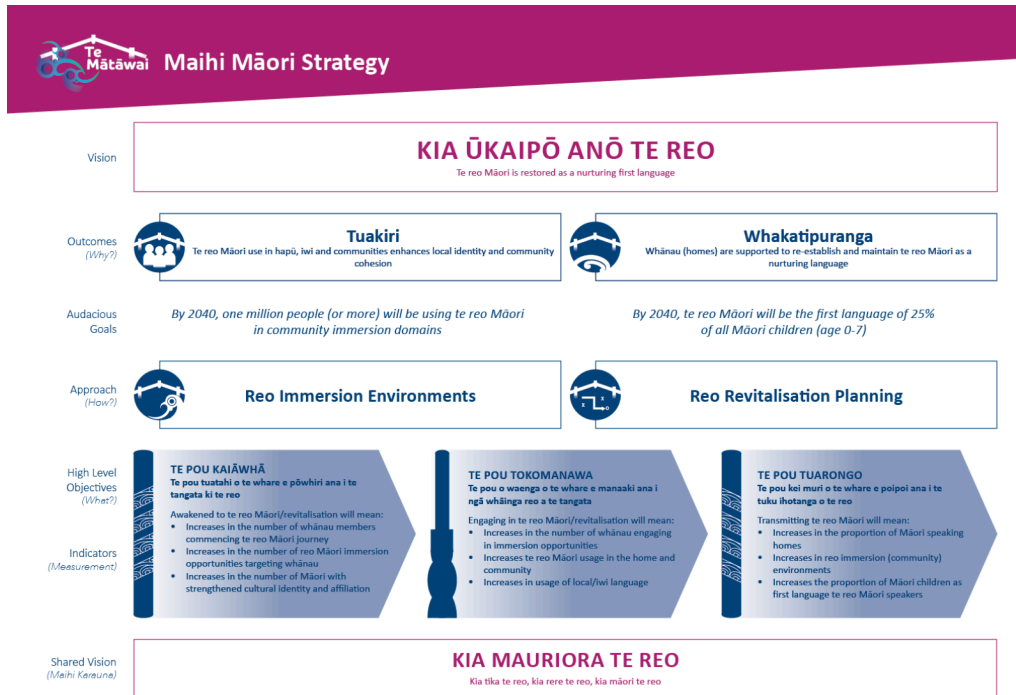 Te
Mātāwai
Maihi Māori Strategy
Vision
KIA ŪKAIPŌ ANŌ TE REO
Te reo Māori is restored as a nurturing first language
Outcomes
(Why?)
Tuakiri
Te reo Māori use in hapū, iwi and communities enhances local identity and community
cohesion
Whakatipuranga
Whānau (homes) are supported to re-establish and maintain te reo Māori as a
nurturing language
Audacious
Goals
By 2040, one million people (or more) will be using te reo Māori
in community immersion domains
By 2040, te reo Māori will be the first language of 25%
of all Māori children (age 0-7)
Approach
(How?)
Reo Immersion Environments
x
x
Reo Revitalisation Planning
High Level
Objectives
(What?)
Indicators
(Measurement)
TE POU KAIĀWHĀ
Te pou tuatahi o te whare e pōwhiri ana i te
tangata ki te reo
Awakened to te reo Māori/revitalisation will mean:
• Increases in the number of whānau members
commencing te reo Māori journey
• Increases in the number of reo Māori immersion
opportunities targeting whānau
• Increases in the number of Māori with
strengthened cultural identity and affiliation
TE POU TOKOMANAWA
Te pou o waenga o te whare e manaaki ana i
ngā whāinga reo a te tangata
Engaging in te reo Māori/revitalisation will mean:
• Increases in the number of whānau engaging
in immersion opportunities
• Increases te reo Māori usage in the home and
community
• Increases in usage of local/iwi language
TE POU TUARONGO
Te pou kei muri o te whare e poipoi ana i te
tuku ihotanga o te reo
Transmitting te reo Māori will mean:
• Increases in the proportion of Māori speaking
homes
• Increases in reo immersion (community)
environments
• Increases the proportion of Māori children as
first language te reo Māori speakers
Shared Vision
(Maihi Karauna)
KIA MAURIORA TE REO
Kia tika te reo, kia rere te reo, kia māori te reo